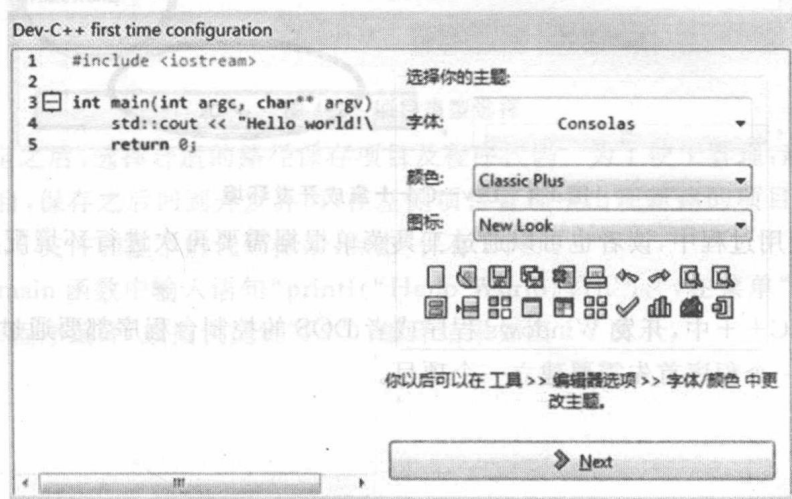 Dev-C++ first time configuration
1 #include <iostream>
2
3 int main(int argc, char** argv)
4 std::cout << "Hello world!\
5 return 0;
选择你的主题:
字体: Consolas
颜色: Classic Plus
图标: New Look
你以后可以在 工具 >> 编辑器选项 >> 字体/颜色 中更
改主题。
Next